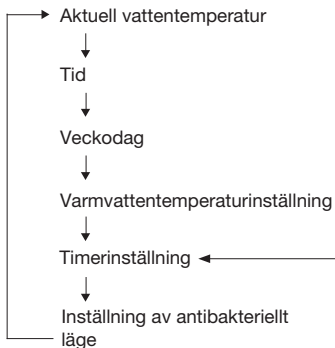 Aktuell vattentemperatur
Tid
Veckodag
Varmvattentemperaturinställning
Timerinställning
Inställning av antibakteriellt
läge